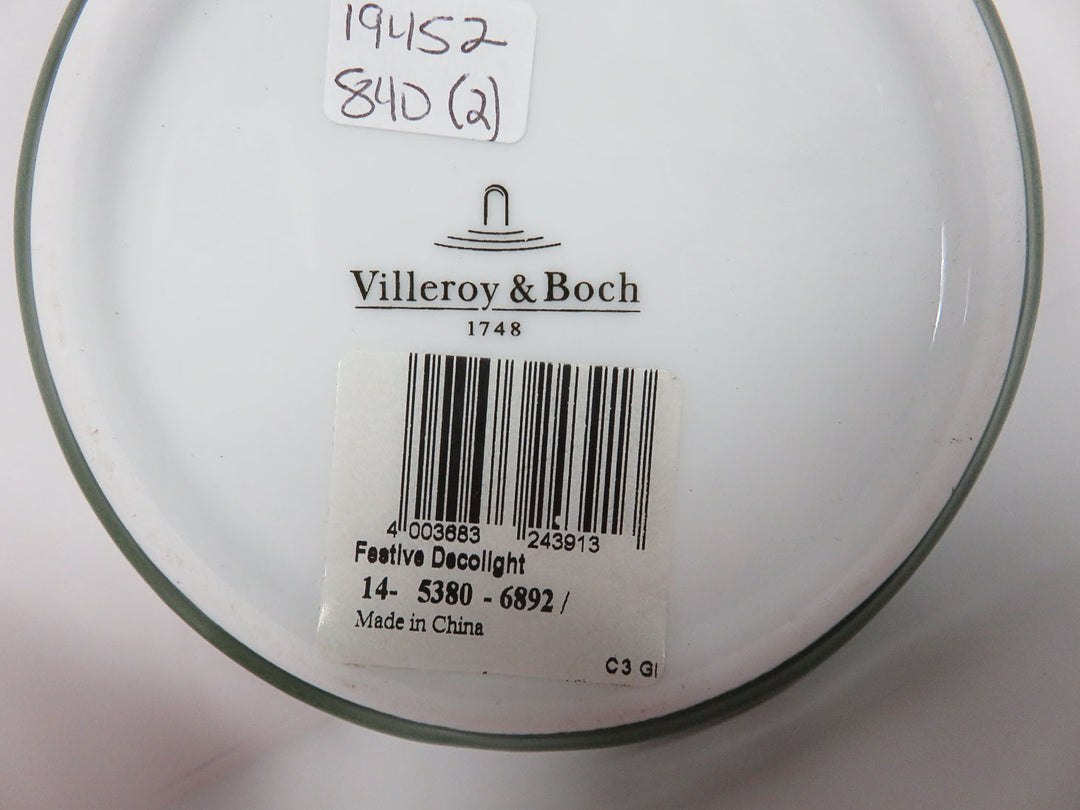 19452
840 (2)
Villeroy & Boch
1748
4 003683 243913
Festive Decolight
14- 5380 - 6892 /
Made in China
C3 GI